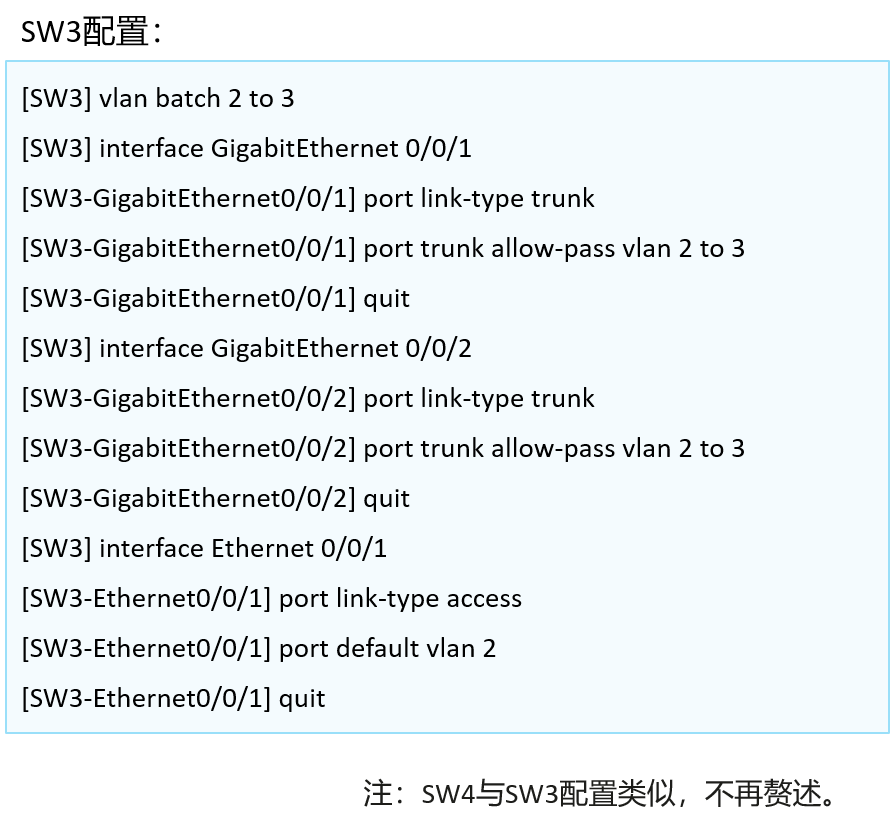 SW3配置：
[SW3] vlan batch 2 to 3
[SW3] interface GigabitEthernet 0/0/1
[SW3-GigabitEthernet0/0/1] port link-type trunk
[SW3-GigabitEthernet0/0/1] port trunk allow-pass vlan 2 to 3
[SW3-GigabitEthernet0/0/1] quit
[SW3] interface GigabitEthernet 0/0/2
[SW3-GigabitEthernet0/0/2] port link-type trunk
[SW3-GigabitEthernet0/0/2] port trunk allow-pass vlan 2 to 3
[SW3-GigabitEthernet0/0/2] quit
[SW3] interface Ethernet 0/0/1
[SW3-Ethernet0/0/1] port link-type access
[SW3-Ethernet0/0/1] port default vlan 2
[SW3-Ethernet0/0/1] quit
注：SW4与SW3配置类似，不再赘述。